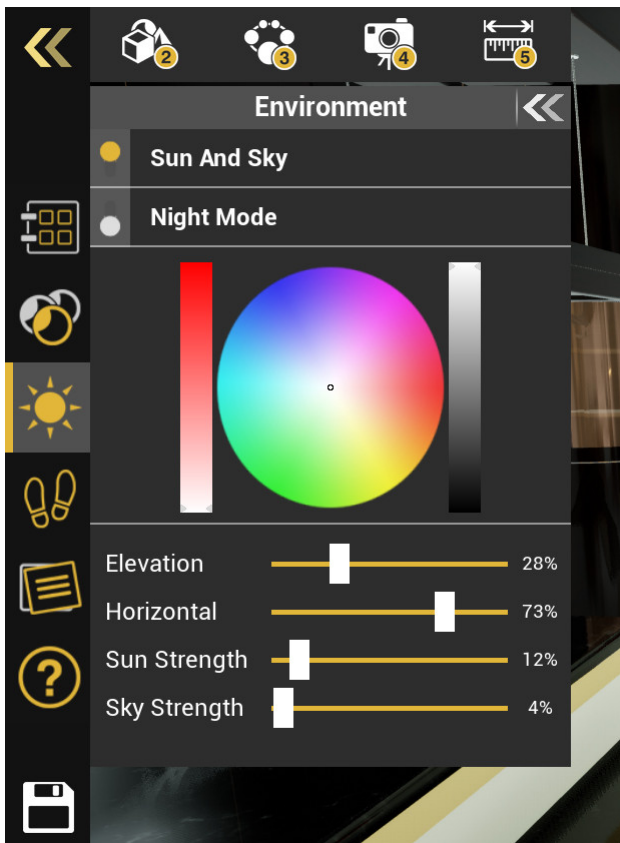 2
3
4
5
Environment
Sun And Sky
Night Mode
Elevation 28%
Horizontal 73%
Sun Strength 12%
Sky Strength 4%
?